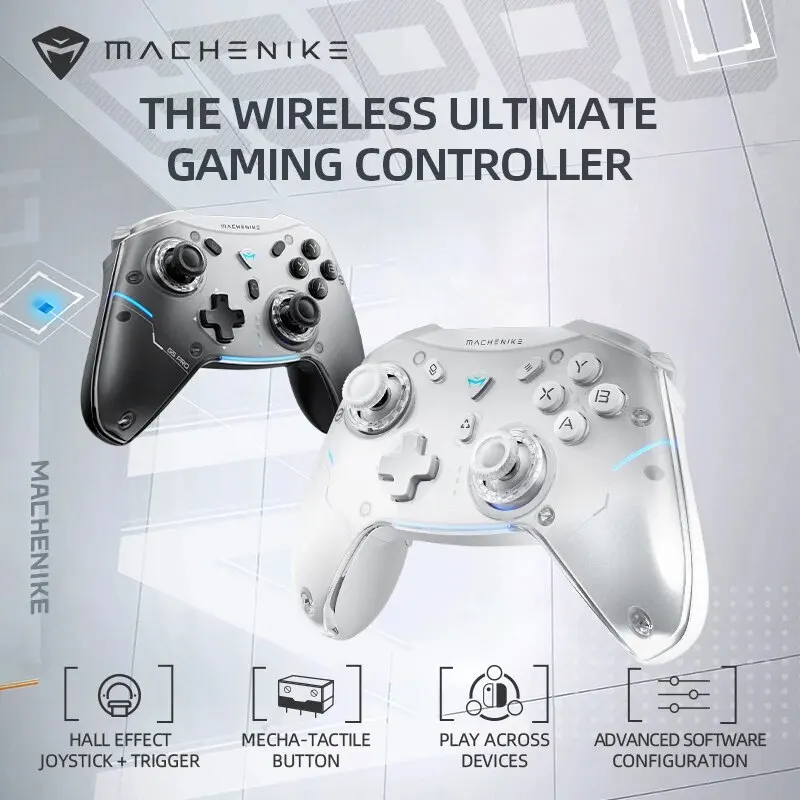 MACHENIKE
G5PRO
THE WIRELESS ULTIMATE
GAMING CONTROLLER
MACHENIKE
X
Y
B
A
G5 PRO
MACHENIKE
Y
X
B
A
MACHENIKE
HALL EFFECT
JOYSTICK + TRIGGER
MECHA-TACTILE
BUTTON
PLAY ACROSS
DEVICES
ADVANCED SOFTWARE
CONFIGURATION